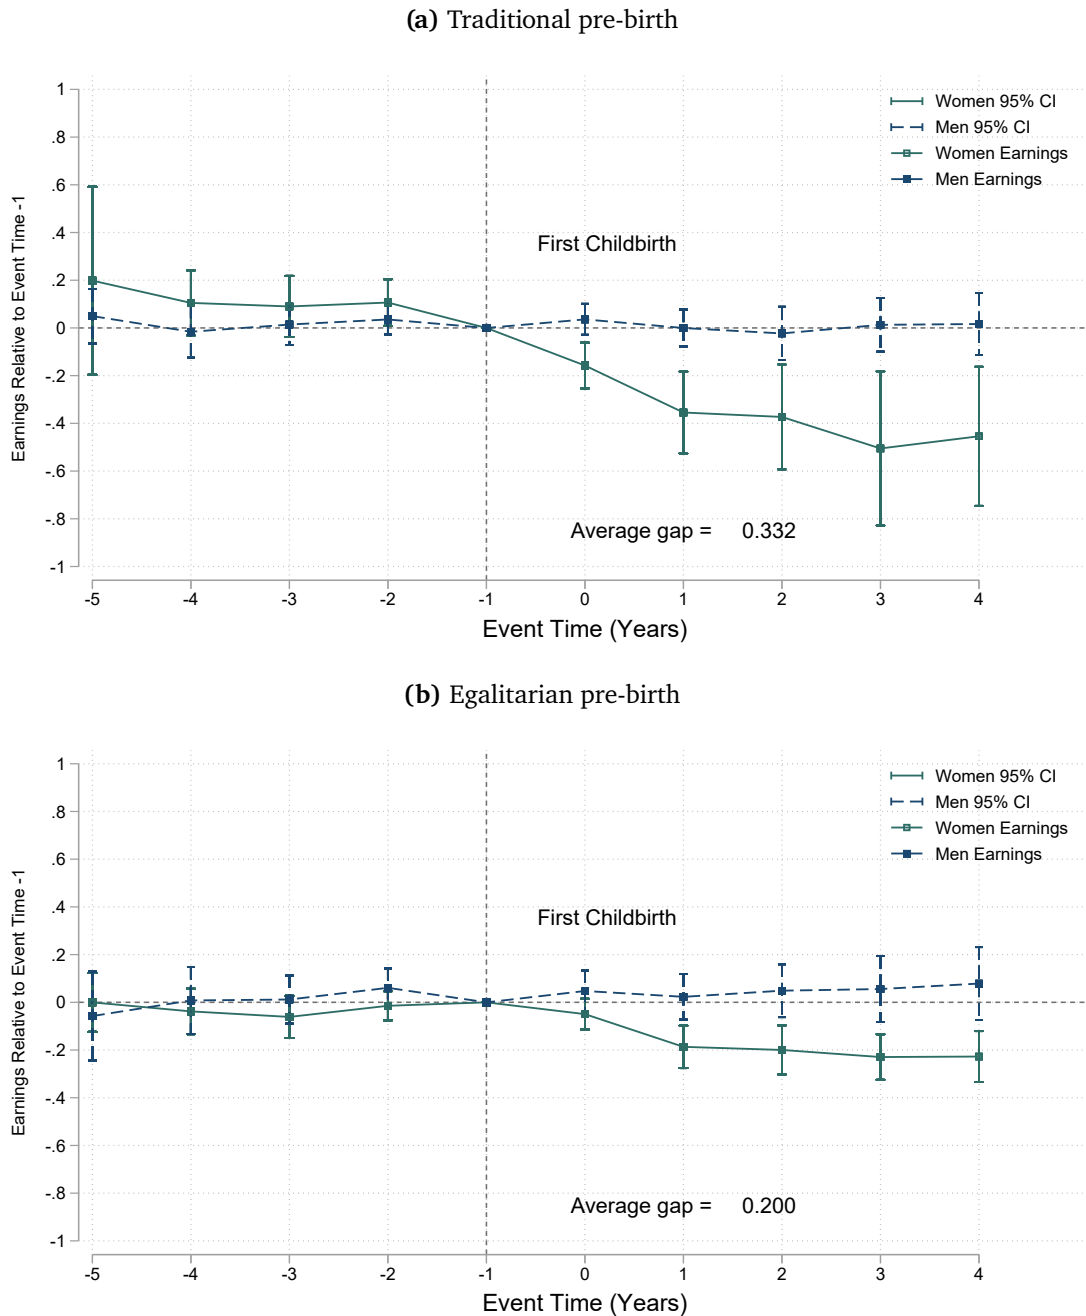 (a) Traditional pre-birth
1
.8
.6
.4
.2
0
-.2
-.4
-.6
-.8
-1
Earnings Relative to Event Time -1
Women 95% CI
Men 95% CI
Women Earnings
Men Earnings
First Childbirth
Average gap = 0.332
-5 -4 -3 -2 -1 0 1 2 3 4
Event Time (Years)
(b) Egalitarian pre-birth
1
.8
.6
.4
.2
0
-.2
-.4
-.6
-.8
-1
Earnings Relative to Event Time -1
Women 95% CI
Men 95% CI
Women Earnings
Men Earnings
First Childbirth
Average gap = 0.200
-5 -4 -3 -2 -1 0 1 2 3 4
Event Time (Years)